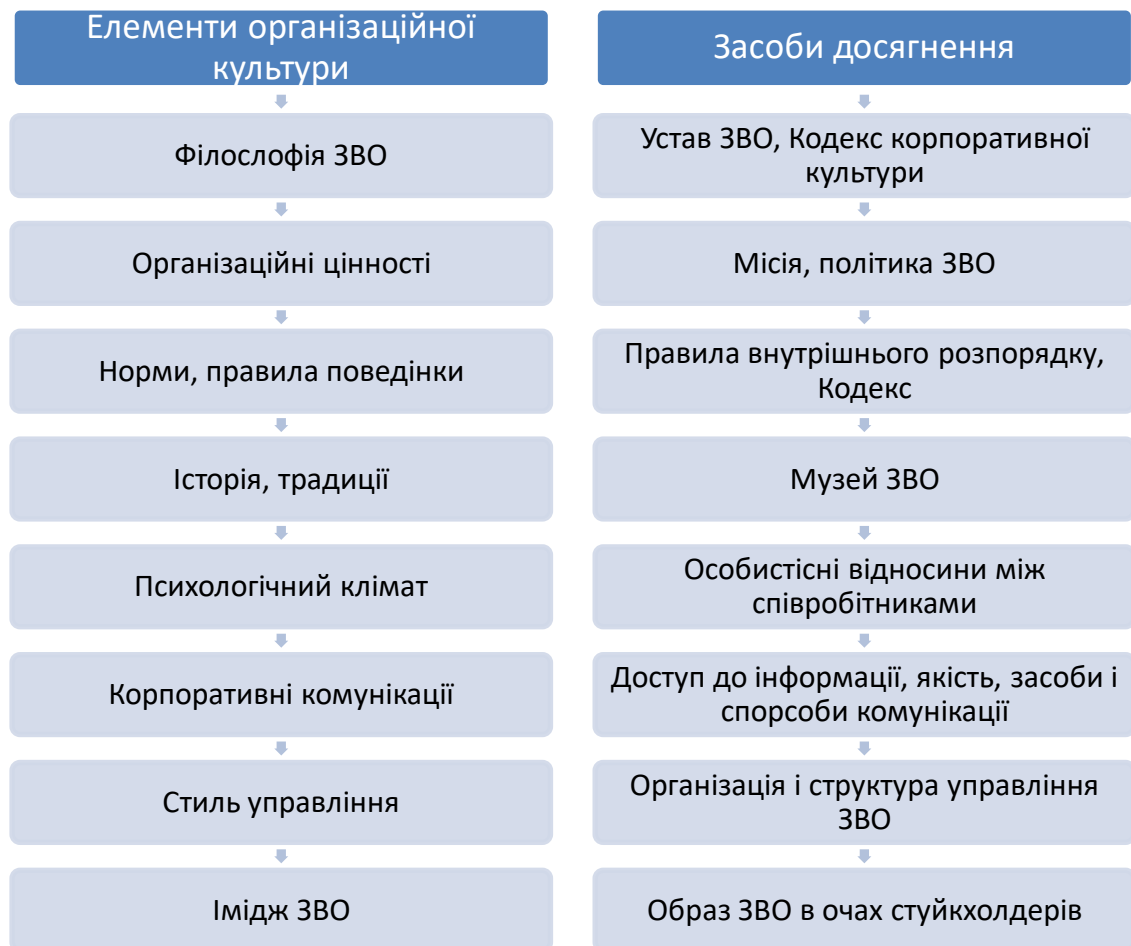 Елементи організаційної
культури
Філослофія ЗВО
Організаційні цінності
Норми, правила поведінки
Історія, традиції
Психологічний клімат
Корпоративні комунікації
Стиль управління
Імідж ЗВО
Засоби досягнення
Устав ЗВО, Кодекс корпоративної
культури
Місія, політика ЗВО
Правила внутрішнього розпорядку,
Кодекс
Музей ЗВО
Особистісні відносини між
співробітниками
Доступ до інформації, якість, засоби і
спорсоби комунікації
Організація і структура управління
ЗВО
Образ ЗВО в очах стуйкхолдерів